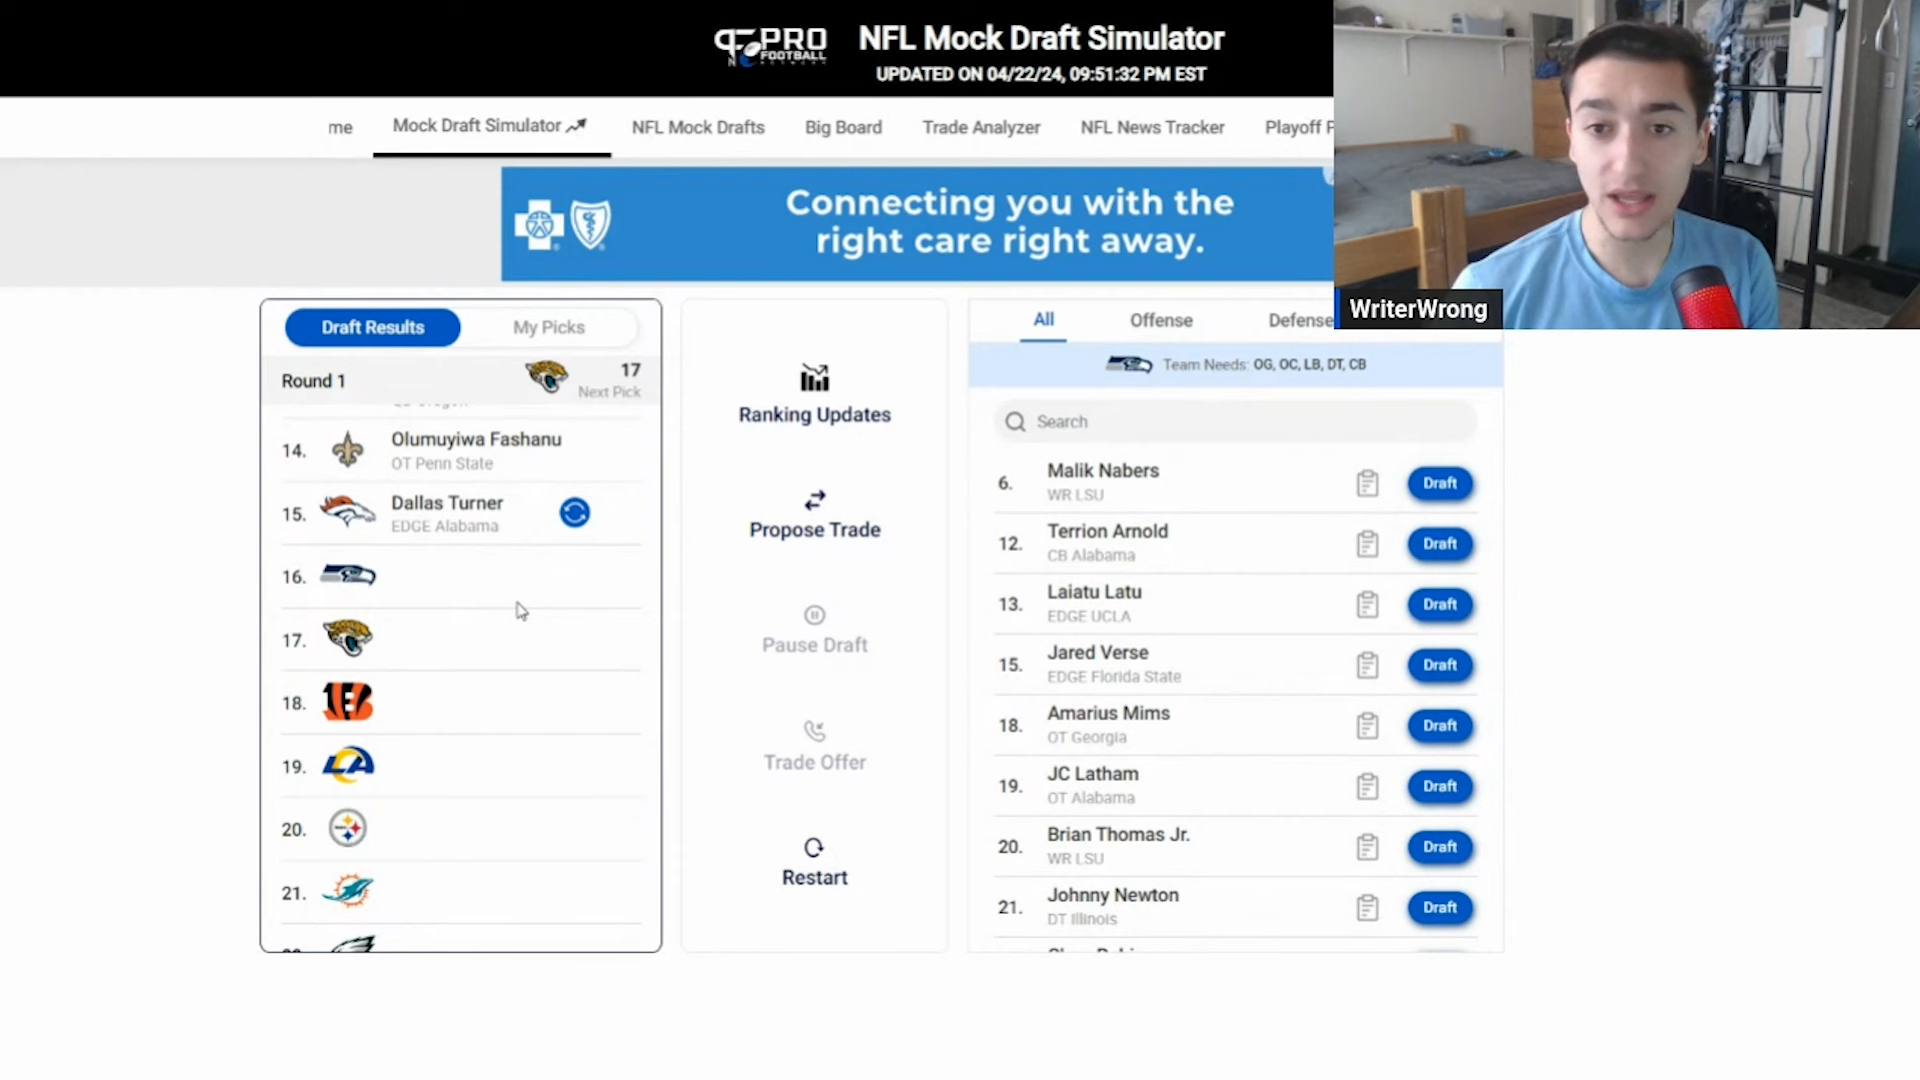 PRO
FOOTBALL
NETWORK
NFL Mock Draft Simulator
UPDATED ON 04/22/24, 09:51:32 PM EST
me
Mock Draft Simulator
NFL Mock Drafts
Big Board
Trade Analyzer
NFL News Tracker
Playoff P
Connecting you with the
right care right away.
WriterWrong
Draft Results
My Picks
Round 1
17
Next Pick
14.
Olumuyiwa Fashanu
OT Penn State
15.
Dallas Turner
EDGE Alabama
16.
17.
18.
19.
LA
20.
21.
Ranking Updates
Propose Trade
Pause Draft
Trade Offer
Restart
All
Offense
Defense
Team Needs: OG, OC, LB, DT, CB
Search
6.
Malik Nabers
WR LSU
Draft
12.
Terrion Arnold
CB Alabama
Draft
13.
Laiatu Latu
EDGE UCLA
Draft
15.
Jared Verse
EDGE Florida State
Draft
18.
Amarius Mims
OT Georgia
Draft
19.
JC Latham
OT Alabama
Draft
20.
Brian Thomas Jr.
WR LSU
Draft
21.
Johnny Newton
DT Illinois
Draft